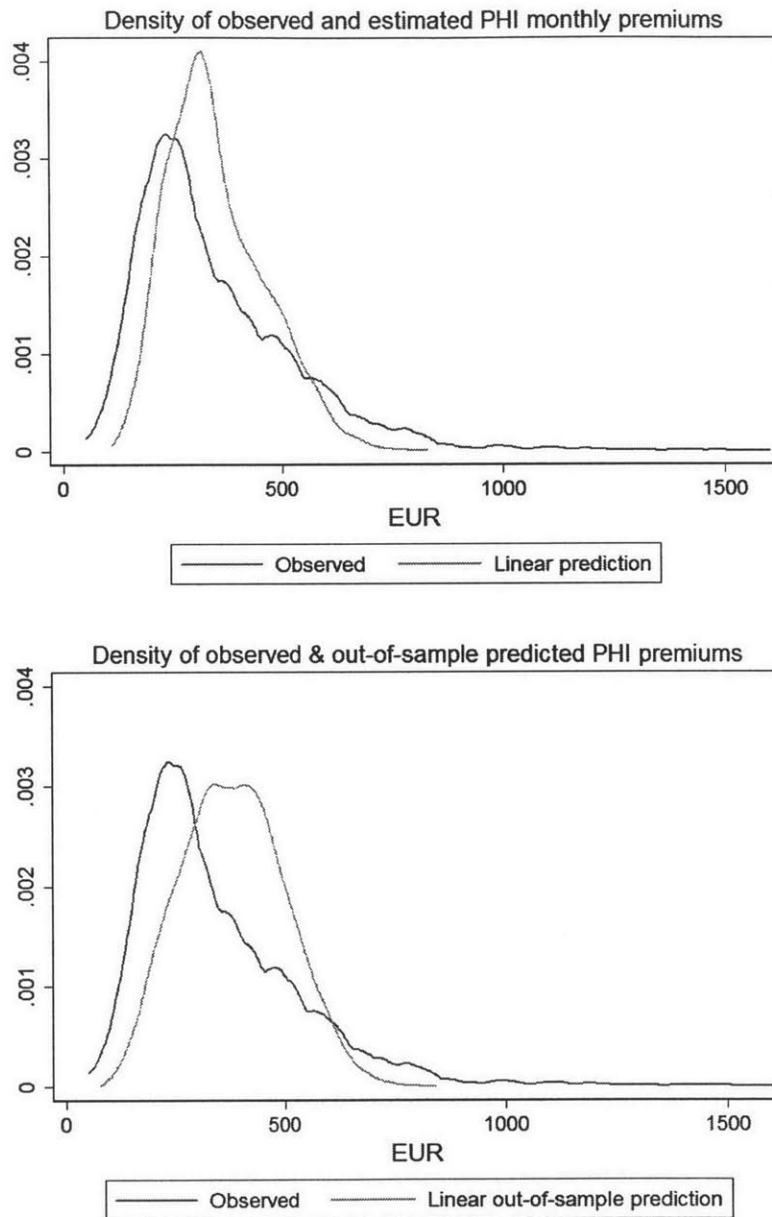 Density of observed and estimated PHI monthly premiums
.004
.003
.002
.001
0
0 500 1000 1500
EUR
Observed Linear prediction
Density of observed & out-of-sample predicted PHI premiums
.004
.003
.002
.001
0
0 500 1000 1500
EUR
Observed Linear out-of-sample prediction